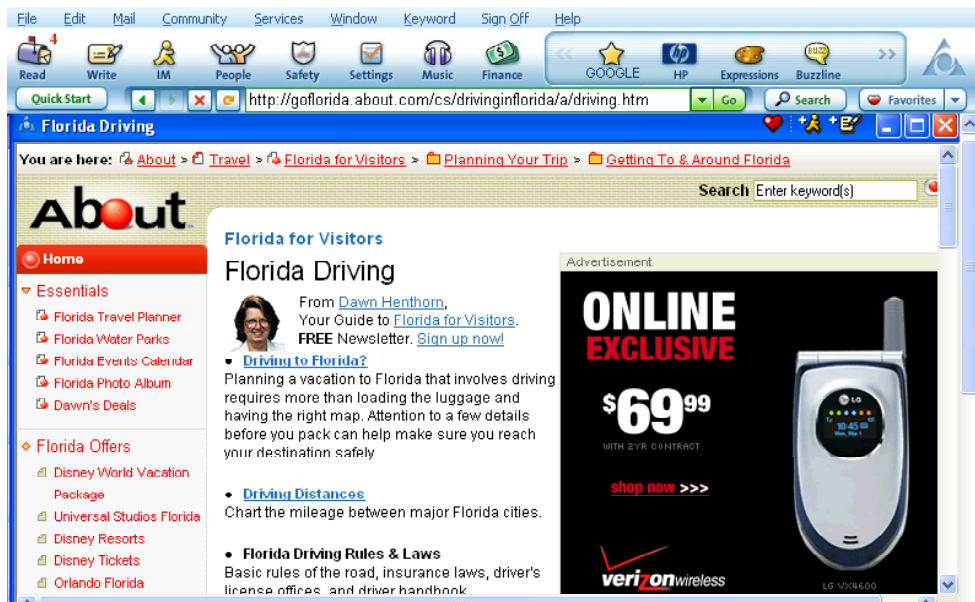 File Edit Mail Community Services Window Keyword Sign Off Help
4
Read Write IM People Safety Settings Music Finance GOOGLE HP Expressions Buzzline
Quick Start http://goflorida.about.com/cs/drivinginflorida/a/driving.htm Go Search Favorites
Florida Driving
You are here: About > Travel > Florida for Visitors > Planning Your Trip > Getting To & Around Florida
Search Enter keyword(s)
About
Home
Essentials
Florida Travel Planner
Florida Water Parks
Florida Events Calendar
Florida Photo Album
Dawn's Deals
Florida Offers
Disney World Vacation
Package
Universal Studios Florida
Disney Resorts
Disney Tickets
Orlando Florida
Florida for Visitors
Florida Driving
From Dawn Henthorn,
Your Guide to Florida for Visitors.
FREE Newsletter. Sign up now!
• Driving to Florida?
Planning a vacation to Florida that involves driving
requires more than loading the luggage and
having the right map. Attention to a few details
before you pack can help make sure you reach
your destination safely
• Driving Distances
Chart the mileage between major Florida cities.
• Florida Driving Rules & Laws
Basic rules of the road, insurance laws, driver's
license offices, and driver handbook
Advertisement
ONLINE
EXCLUSIVE
$6999
WITH 2YR CONTRACT
shop now >>>
verizonwireless
LG
10:45
Mon, Mar 1
LG VX4600